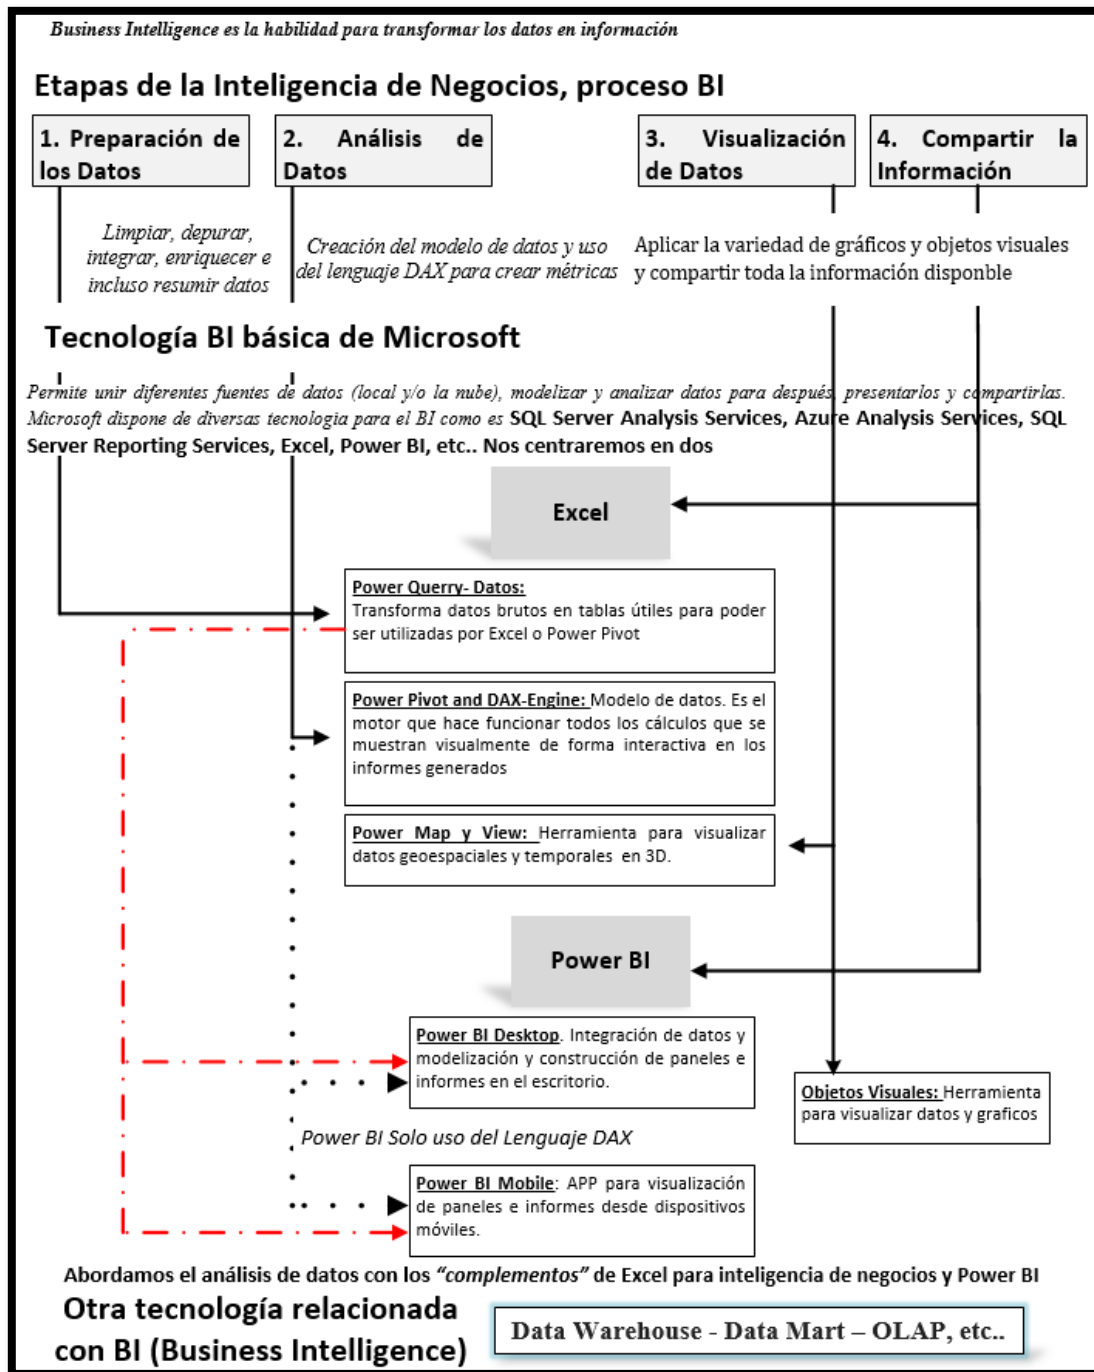 Business Intelligence es la habilidad para transformar los datos en información
Etapas de la Inteligencia de Negocios, proceso BI
1. Preparación de
los Datos
2. Análisis de
Datos
3. Visualización
de Datos
4. Compartir la
Información
Limpiar, depurar,
integrar, enriquecer e
incluso resumir datos
Creación del modelo de datos y uso
del lenguaje DAX para crear métricas
Aplicar la variedad de gráficos y objetos visuales
y compartir toda la información disponble
Tecnología BI básica de Microsoft
Permite unir diferentes fuentes de datos (local y/o la nube), modelizar y analizar datos para después, presentarlos y compartirlas.
Microsoft dispone de diversas tecnologia para el BI como es SQL Server Analysis Services, Azure Analysis Services, SQL
Server Reporting Services, Excel, Power BI, etc.. Nos centraremos en dos
Excel
Power Querry- Datos:
Transforma datos brutos en tablas útiles para poder
ser utilizadas por Excel o Power Pivot
Power Pivot and DAX-Engine: Modelo de datos. Es el
motor que hace funcionar todos los cálculos que se
muestran visualmente de forma interactiva en los
informes generados
Power Map y View: Herramienta para visualizar
datos geoespaciales y temporales en 3D.
Power BI
Power BI Desktop. Integración de datos y
modelización y construcción de paneles e
informes en el escritorio.
Objetos Visuales: Herramienta
para visualizar datos y graficos
Power BI Solo uso del Lenguaje DAX
Power BI Mobile: APP para visualización
de paneles e informes desde dispositivos
móviles.
Abordamos el análisis de datos con los “complementos” de Excel para inteligencia de negocios y Power BI
Otra tecnología relacionada
con BI (Business Intelligence)
Data Warehouse - Data Mart – OLAP, etc..